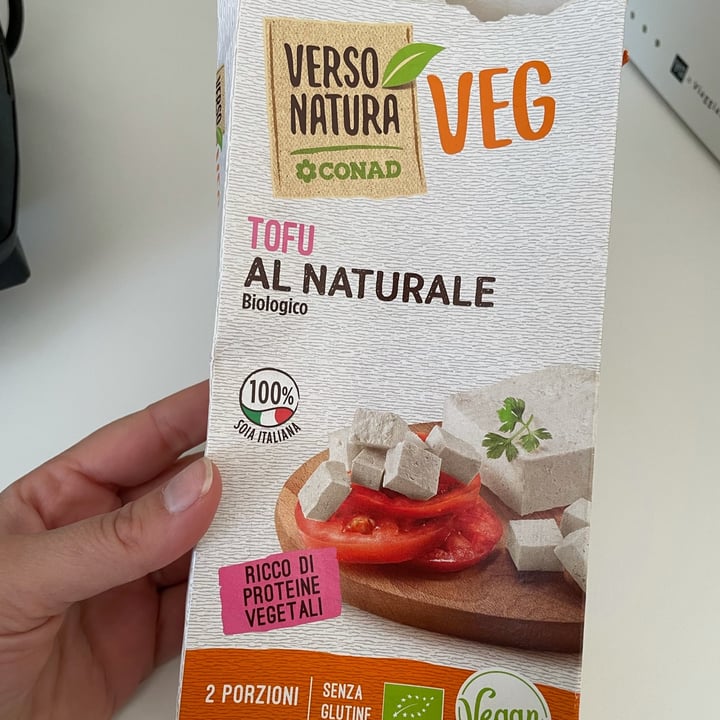 VERSO
NATURA
CONAD
VEG
TOFU
AL NATURALE
Biologico
100%
SOIA ITALIANA
RICCO DI
PROTEINE
VEGETALI
2 PORZIONI
SENZA
GLUTINE
Vegan